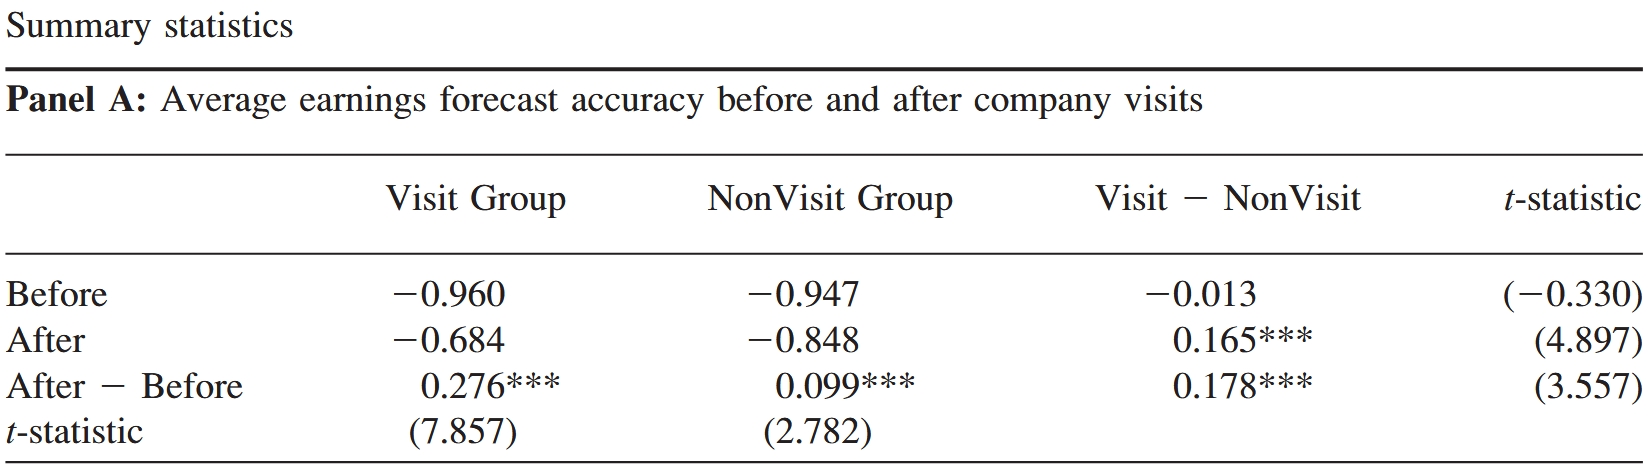 Summary statistics
Panel A: Average earnings forecast accuracy before and after company visits
Visit Group NonVisit Group Visit − NonVisit t-statistic
Before −0.960 −0.947 −0.013 (−0.330)
After −0.684 −0.848 0.165*** (4.897)
After − Before 0.276*** 0.099*** 0.178*** (3.557)
t-statistic (7.857) (2.782)